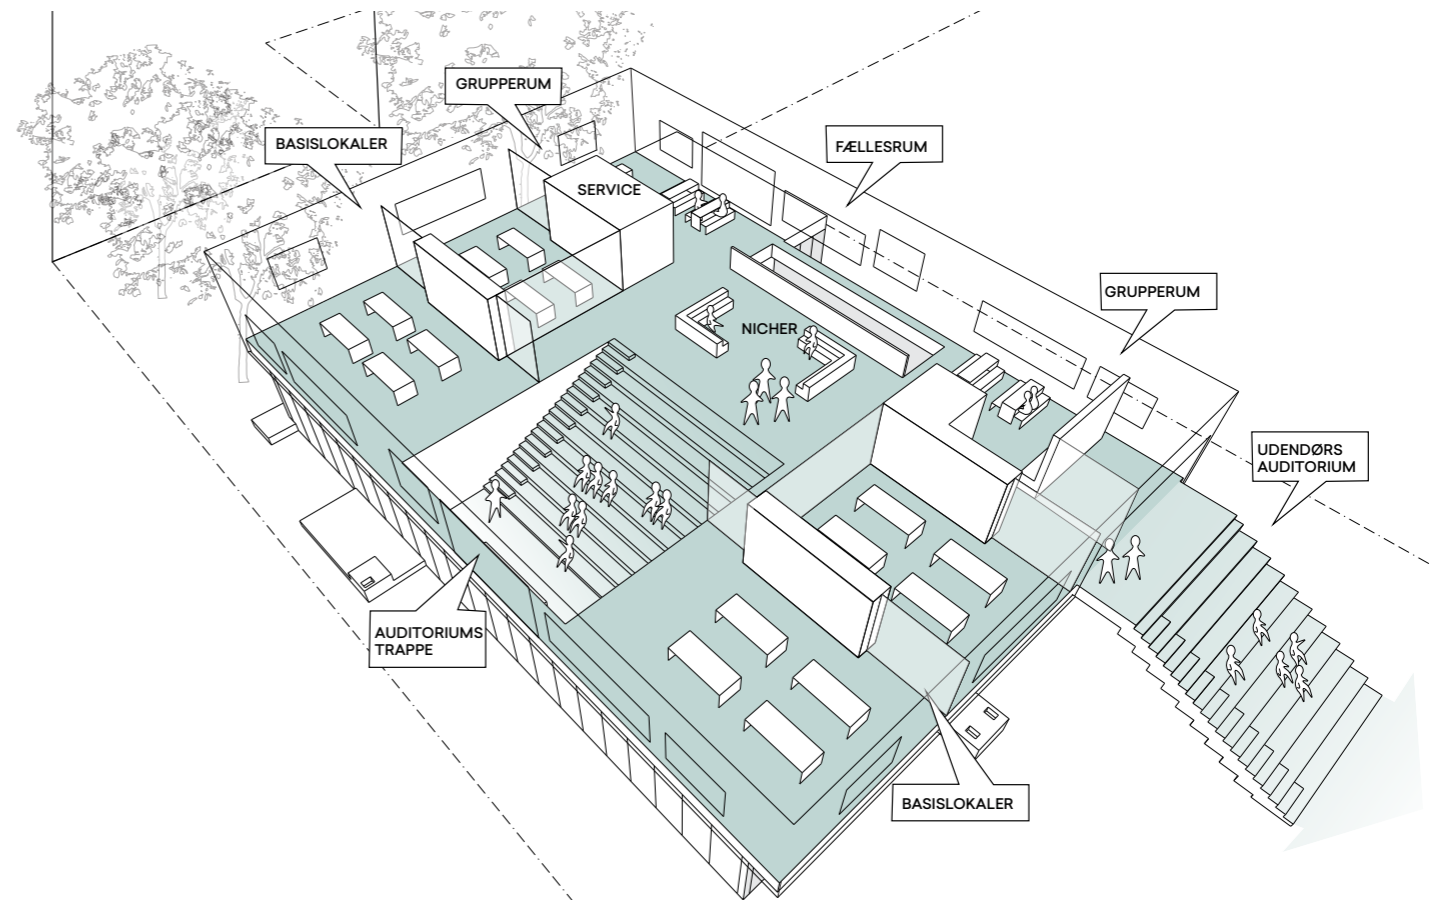 GRUPPERUM
BASISLOKALER
FÆLLESRUM
SERVICE
GRUPPERUM
NICHER
UDENDØRS
AUDITORIUM
AUDITORIUMS
TRAPPE
BASISLOKALER